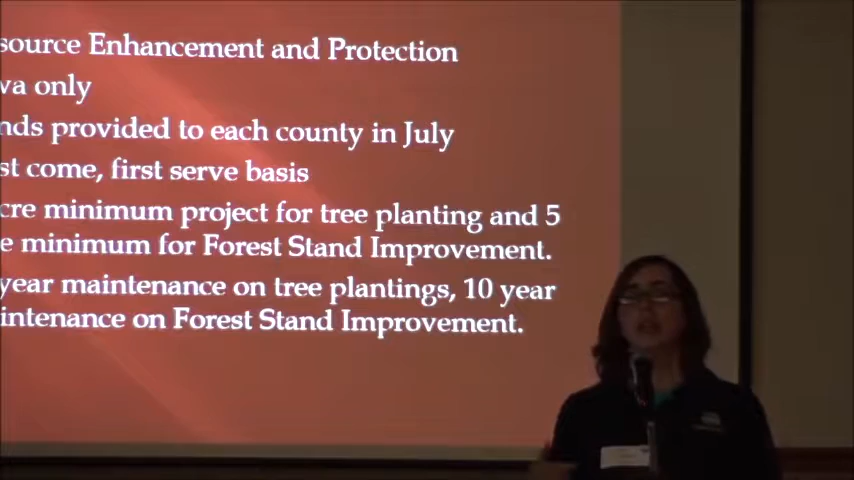 source Enhancement and Protection
va only
nds provided to each county in July
st come, first serve basis
cre minimum project for tree planting and 5
e minimum for Forest Stand Improvement.
year maintenance on tree plantings, 10 year
intenance on Forest Stand Improvement.